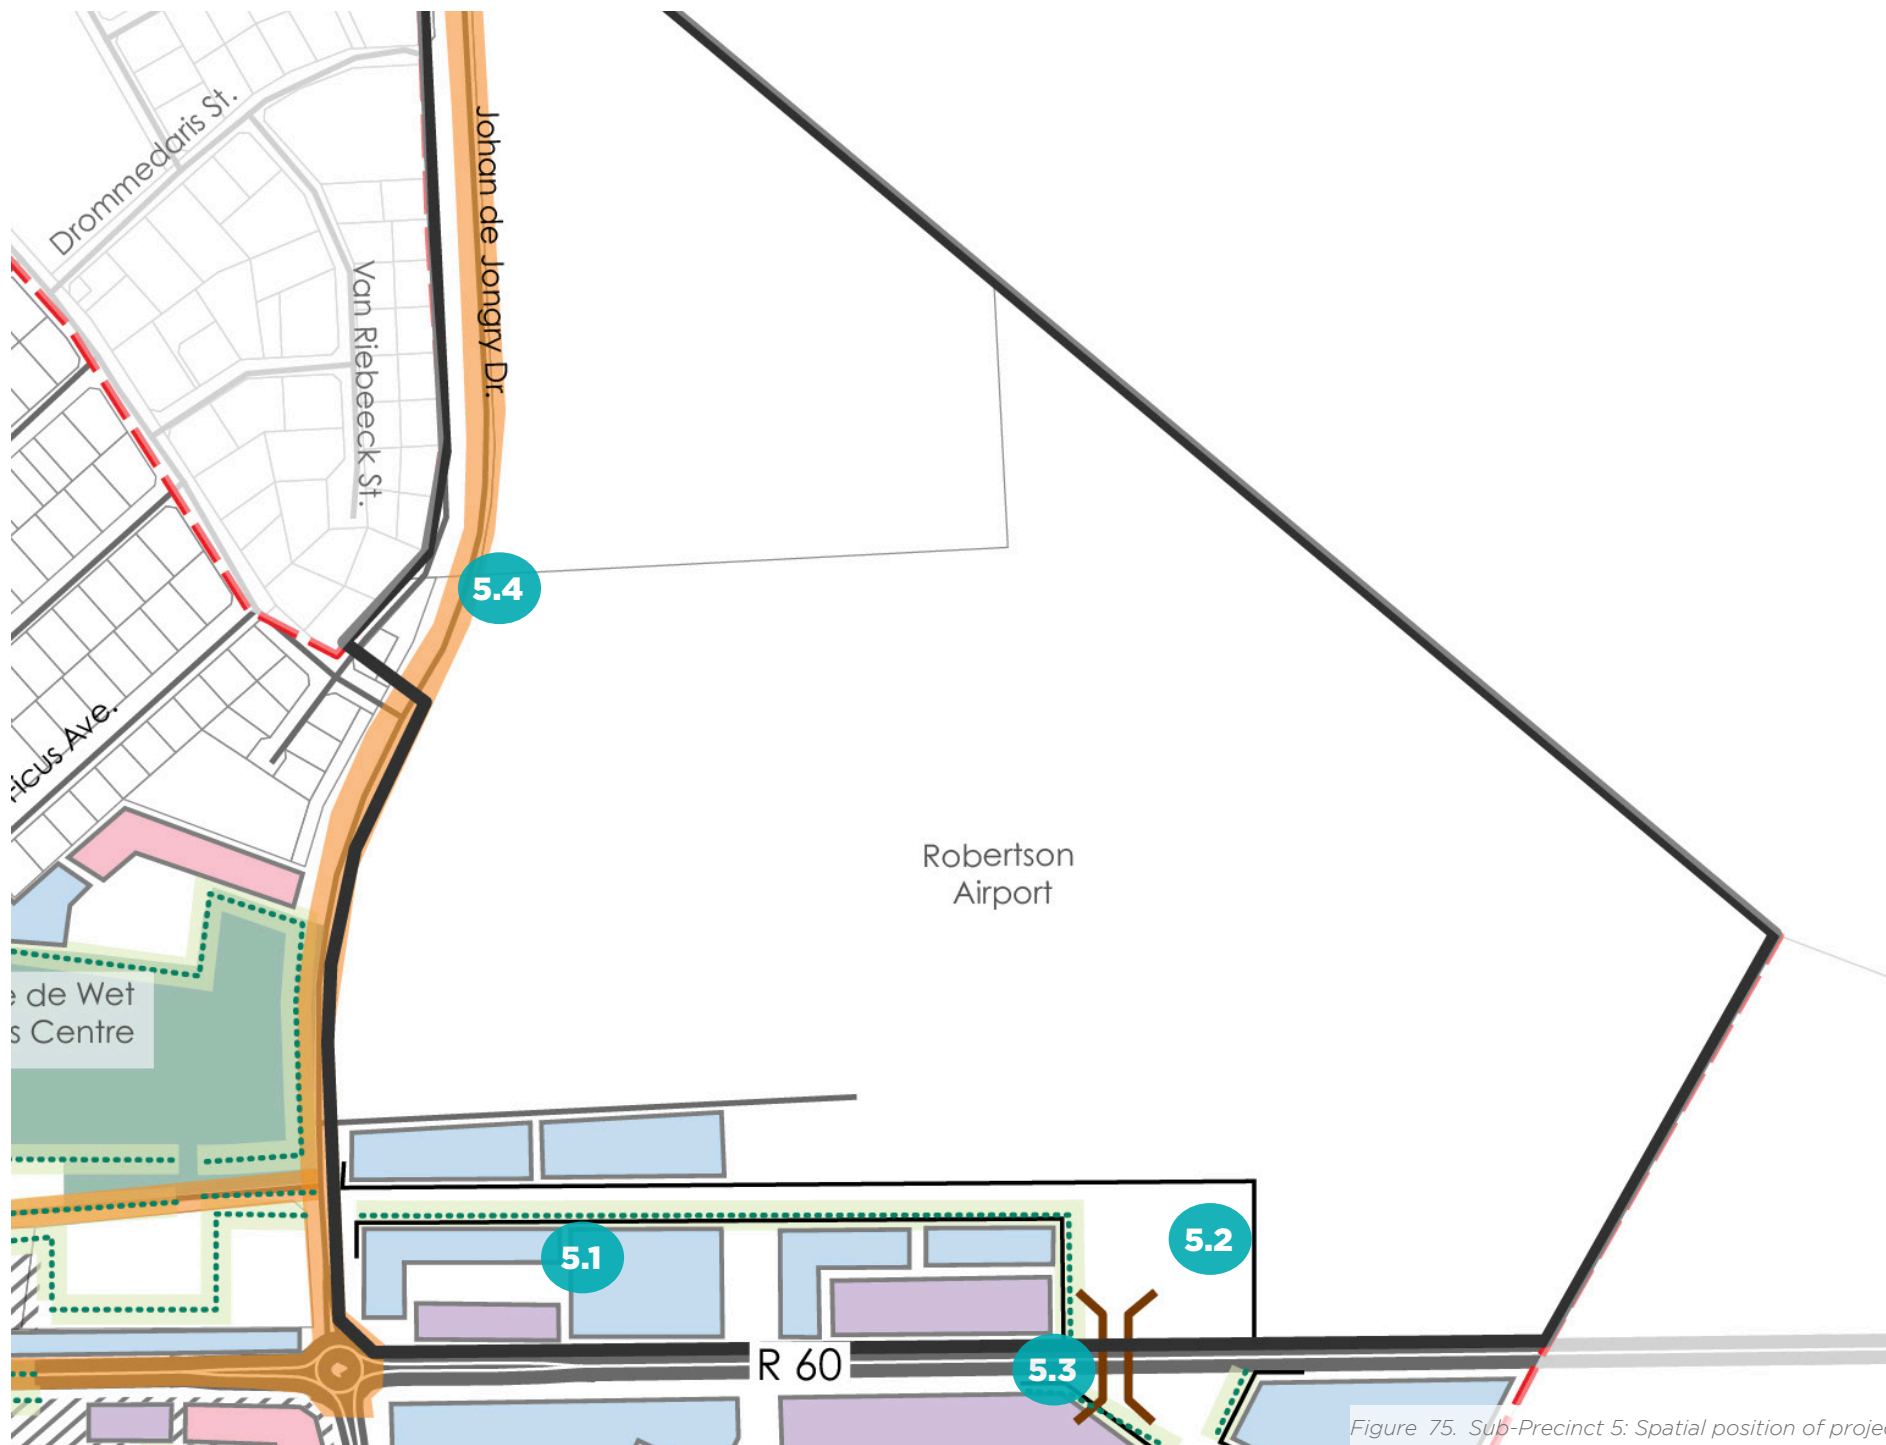 Drommedaris St.
Johan de Jongry Dr.
Van Riebeeck St.
5.4
ricus Ave.
Robertson
Airport
e de Wet
s Centre
5.1
5.2
5.3
R 60
Figure 75. Sub-Precinct 5: Spatial position of proje